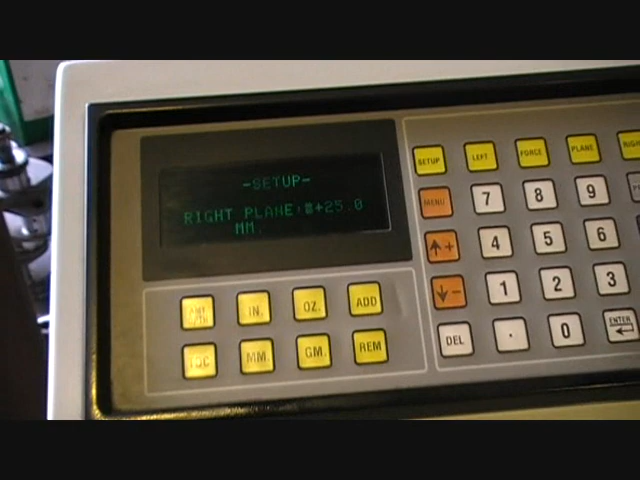 -SETUP-
RIGHT PLANE: +25.0
MM
SETUP LEFT FORCE PLANE
MENU 7 8 9
+ 4 5 6
- 1 2 3
DEL . 0 ENTER
IN. OZ. ADD
TDC MM. GM. REM